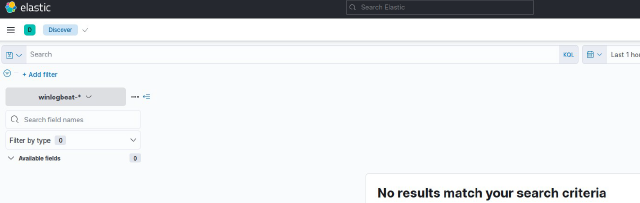 elastic
Search Elastic
D
Discover
Search
KQL
Last 1 hou
+ Add filter
winlogbeat-*
Search field names
Filter by type 0
Available fields 0
No results match your search criteria